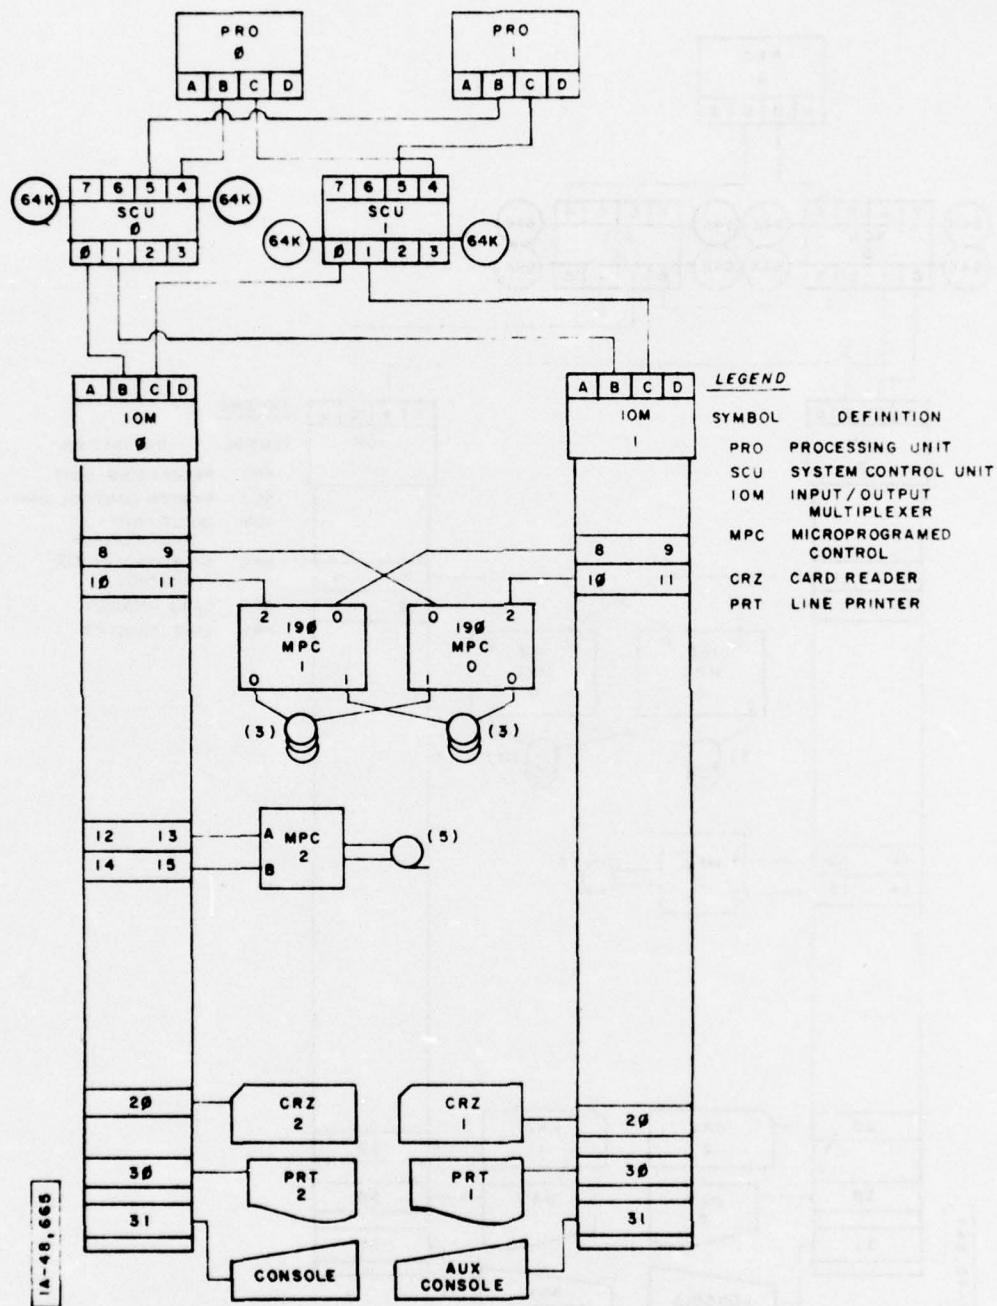 PRO PRO
Ø 1
A B C D A B C D
7 6 5 4 7 6 5 4
64K SCU 64K SCU
Ø 64K 1 64K
Ø 1 2 3 Ø 1 2 3
A B C D A B C D
IOM IOM
Ø 1
LEGEND
SYMBOL DEFINITION
PRO PROCESSING UNIT
SCU SYSTEM CONTROL UNIT
IOM INPUT/OUTPUT
MULTIPLEXER
MPC MICROPROGRAMED
CONTROL
CRZ CARD READER
PRT LINE PRINTER
8 9 8 9
1Ø 11 1Ø 11
2 0 0 2
19Ø 19Ø
MPC MPC
1 0
0 1 1 0
(3) (3)
12 13 A MPC (5)
14 15 B 2
2Ø CRZ CRZ 2Ø
2 1
3Ø PRT PRT 3Ø
2 1
31 31
CONSOLE AUX
CONSOLE
IA-48,665